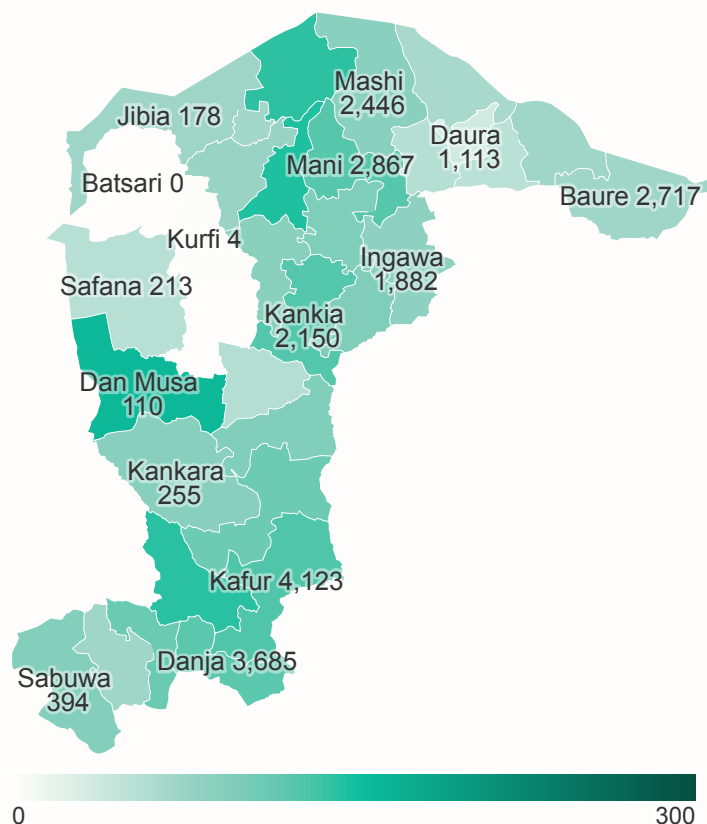 Mashi
2,446
Jibia 178
Daura
1,113
Mani 2,867
Batsari 0
Baure 2,717
Kurfi 4
Ingawa
1,882
Safana 213
Kankia
2,150
Dan Musa
110
Kankara
255
Kafur 4,123
Danja 3,685
Sabuwa
394
0
300